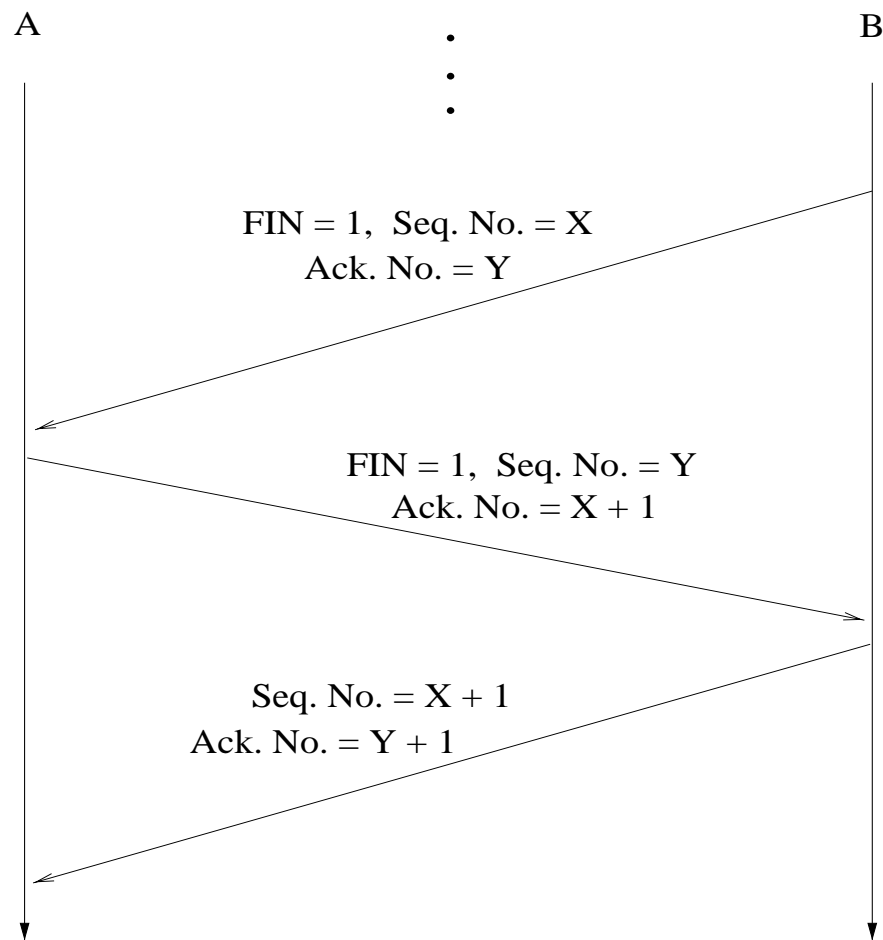 A
B
FIN = 1, Seq. No. = X
Ack. No. = Y
FIN = 1, Seq. No. = Y
Ack. No. = X + 1
Seq. No. = X + 1
Ack. No. = Y + 1